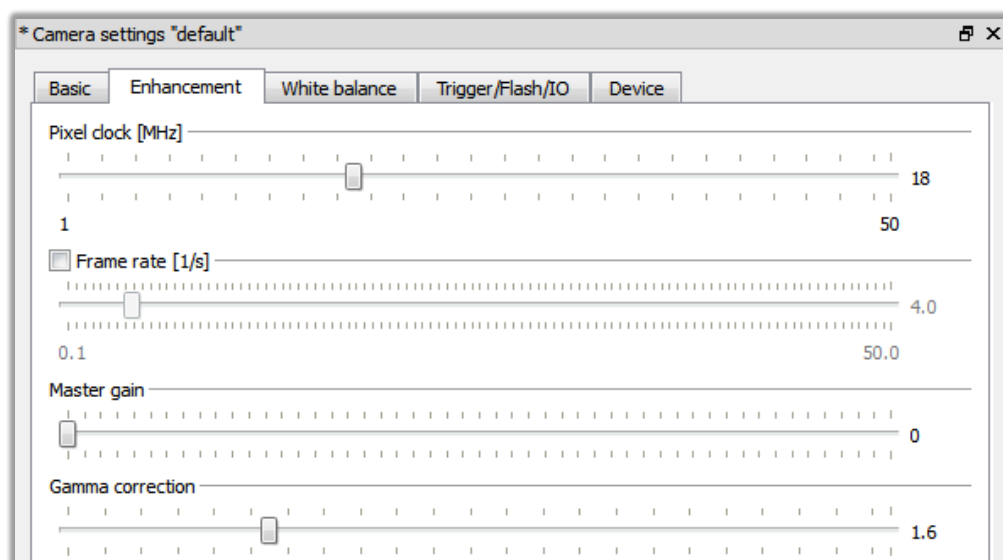 * Camera settings "default"
Basic Enhancement White balance Trigger/Flash/IO Device
Pixel clock [MHz]
18
1 50
Frame rate [1/s]
4.0
0.1 50.0
Master gain
0
Gamma correction
1.6